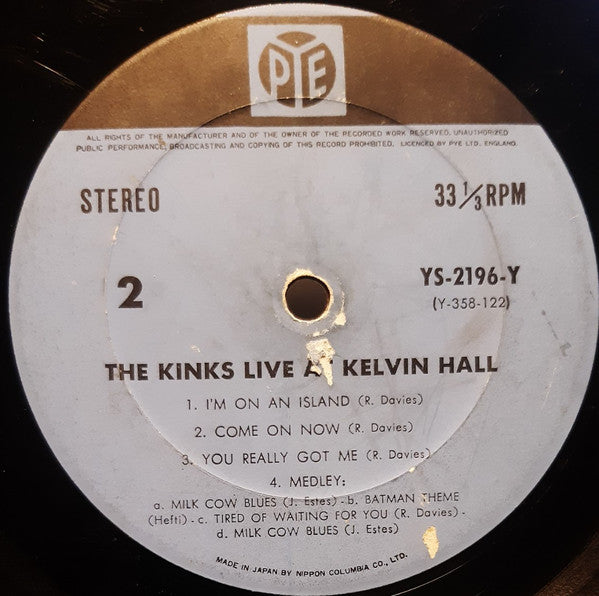 PYE
ALL RIGHTS OF THE MANUFACTURER AND OF THE OWNER OF THE RECORDED WORK RESERVED. UNAUTHORIZED
PUBLIC PERFORMANCE, BROADCASTING AND COPYING OF THIS RECORD PROHIBITED. LICENCED BY PYE LTD. ENGLAND.
STEREO
33 1/3 RPM
2
YS-2196-Y
(Y-358-122)
THE KINKS LIVE AT KELVIN HALL
1. I'M ON AN ISLAND (R. Davies)
2. COME ON NOW (R. Davies)
3. YOU REALLY GOT ME (R. Davies)
4. MEDLEY:
a. MILK COW BLUES (J. Estes) - b. BATMAN THEME
(Hefti) - c. TIRED OF WAITING FOR YOU (R. Davies) -
d. MILK COW BLUES (J. Estes)
MADE IN JAPAN BY NIPPON COLUMBIA CO., LTD.